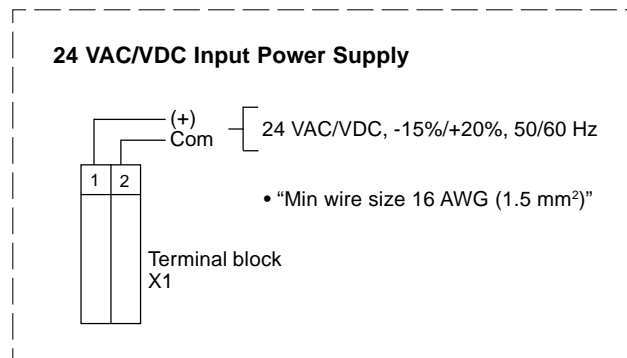 24 VAC/VDC Input Power Supply
(+)
Com
24 VAC/VDC, -15%/+20%, 50/60 Hz
1 2
• “Min wire size 16 AWG (1.5 mm²)”
Terminal block
X1